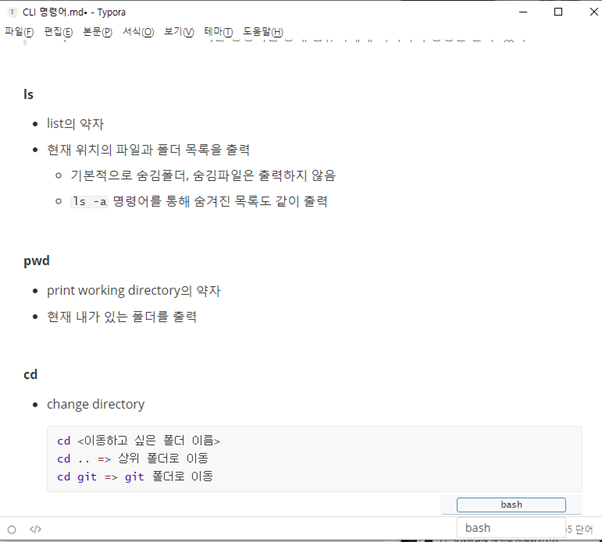 CLI 명령어.md• - Typora
파일(F) 편집(E) 본문(P) 서식(O) 보기(V) 테마(T) 도움말(H)
ls
list의 약자
현재 위치의 파일과 폴더 목록을 출력
기본적으로 숨김폴더, 숨김파일은 출력하지 않음
ls -a 명령어를 통해 숨겨진 목록도 같이 출력
pwd
print working directory의 약자
현재 내가 있는 폴더를 출력
cd
change directory
cd <이동하고 싶은 폴더 이름>
cd .. => 상위 폴더로 이동
cd git => git 폴더로 이동
bash
bash
단어